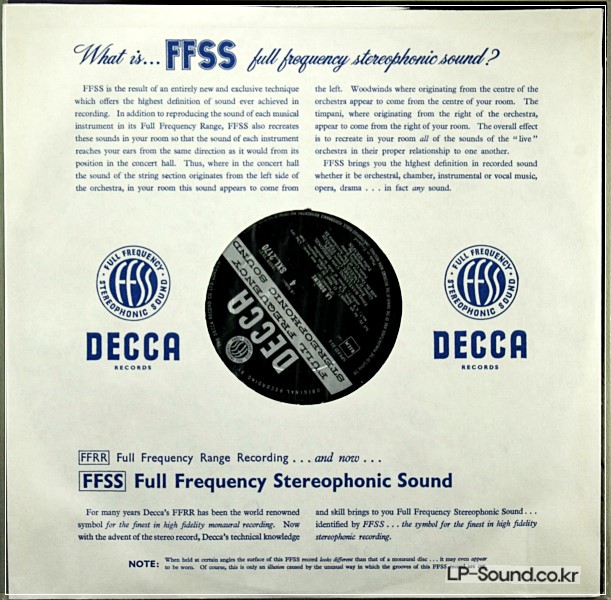 What is... FFSS full frequency stereophonic sound?
FFSS is the result of an entirely new and exclusive technique
which offers the highest definition of sound ever achieved in
recording. In addition to reproducing the sound of each musical
instrument in its Full Frequency Range, FFSS also recreates
these sounds in your room so that the sound of each instrument
reaches your ears from the same direction as it would from its
position in the concert hall. Thus, where in the concert hall
the sound of the string section originates from the left side of
the orchestra, in your room this sound appears to come from
the left. Woodwinds where originating from the centre of the
orchestra appear to come from the centre of your room. The
timpani, where originating from the right of the orchestra,
appear to come from the right of your room. The overall effect
is to recreate in your room all of the sounds of the "live"
orchestra in their proper relationship to one another.
FFSS brings you the highest definition in recorded sound
whether it be orchestral, chamber, instrumental or vocal music,
opera, drama . . . in fact any sound.
FULL FREQUENCY
FFSS
STEREOPHONIC SOUND
DECCA
RECORDS
DECCA
FULL FREQUENCY
STEREOPHONIC SOUND
FULL FREQUENCY
FFSS
STEREOPHONIC SOUND
DECCA
RECORDS
FFRR Full Frequency Range Recording . . . and now . . .
FFSS Full Frequency Stereophonic Sound
For many years Decca's FFRR has been the world renowned
symbol for the finest in high fidelity monaural recording. Now
with the advent of the stereo record, Decca's technical knowledge
and skill brings to you Full Frequency Stereophonic Sound . . .
identified by FFSS . . . the symbol for the finest in high fidelity
stereophonic recording.
NOTE: When held at certain angles the surface of this FFSS record looks different than that of a monaural disc . . . it may even appear
to be worn. Of course, this is only an illusion caused by the unusual way in which the grooves of this FFSS
LP-Sound.co.kr